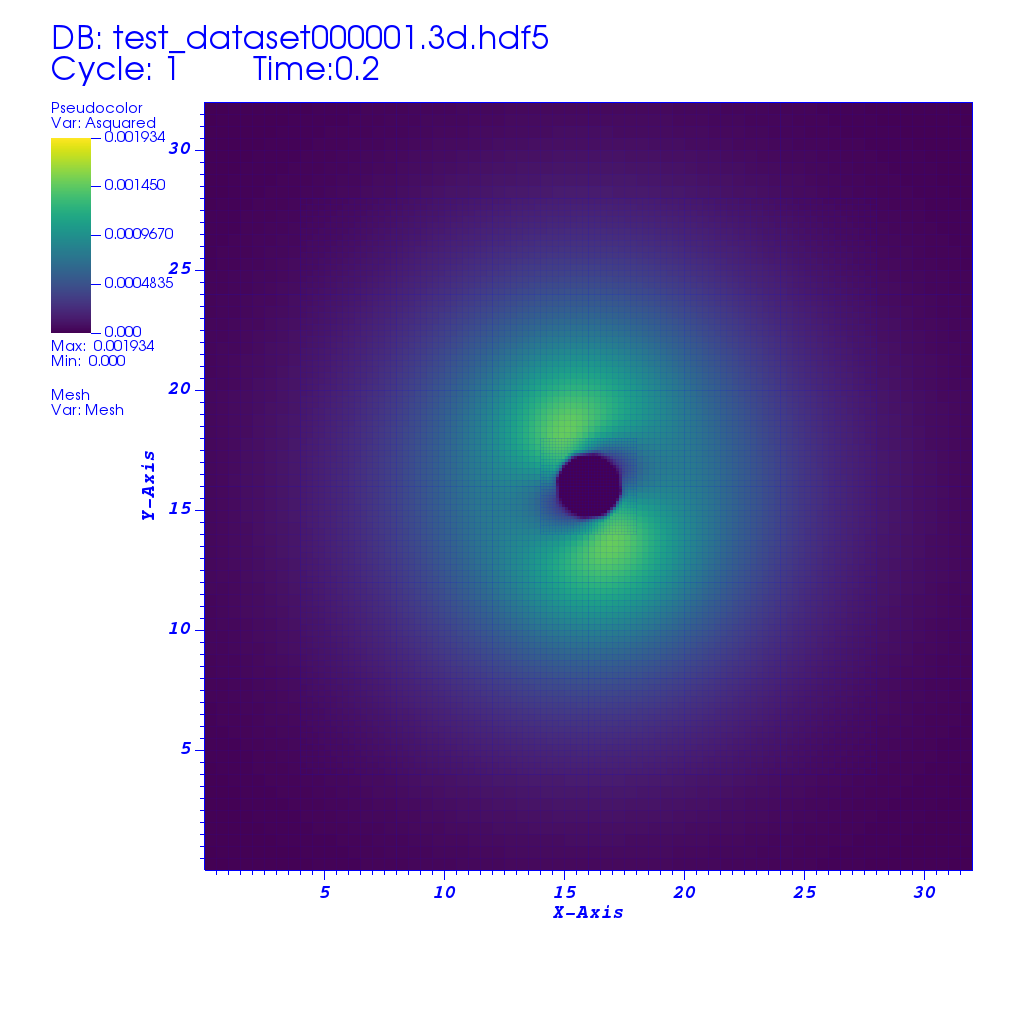 DB: test_dataset000001.3d.hdf5
Cycle: 1 Time:0.2
Pseudocolor
Var: Asquared
0.001934
0.001450
0.0009670
0.0004835
0.000
Max: 0.001934
Min: 0.000
Mesh
Var: Mesh
30
25
20
15
10
5
Y-Axis
5 10 15 20 25 30
X-Axis